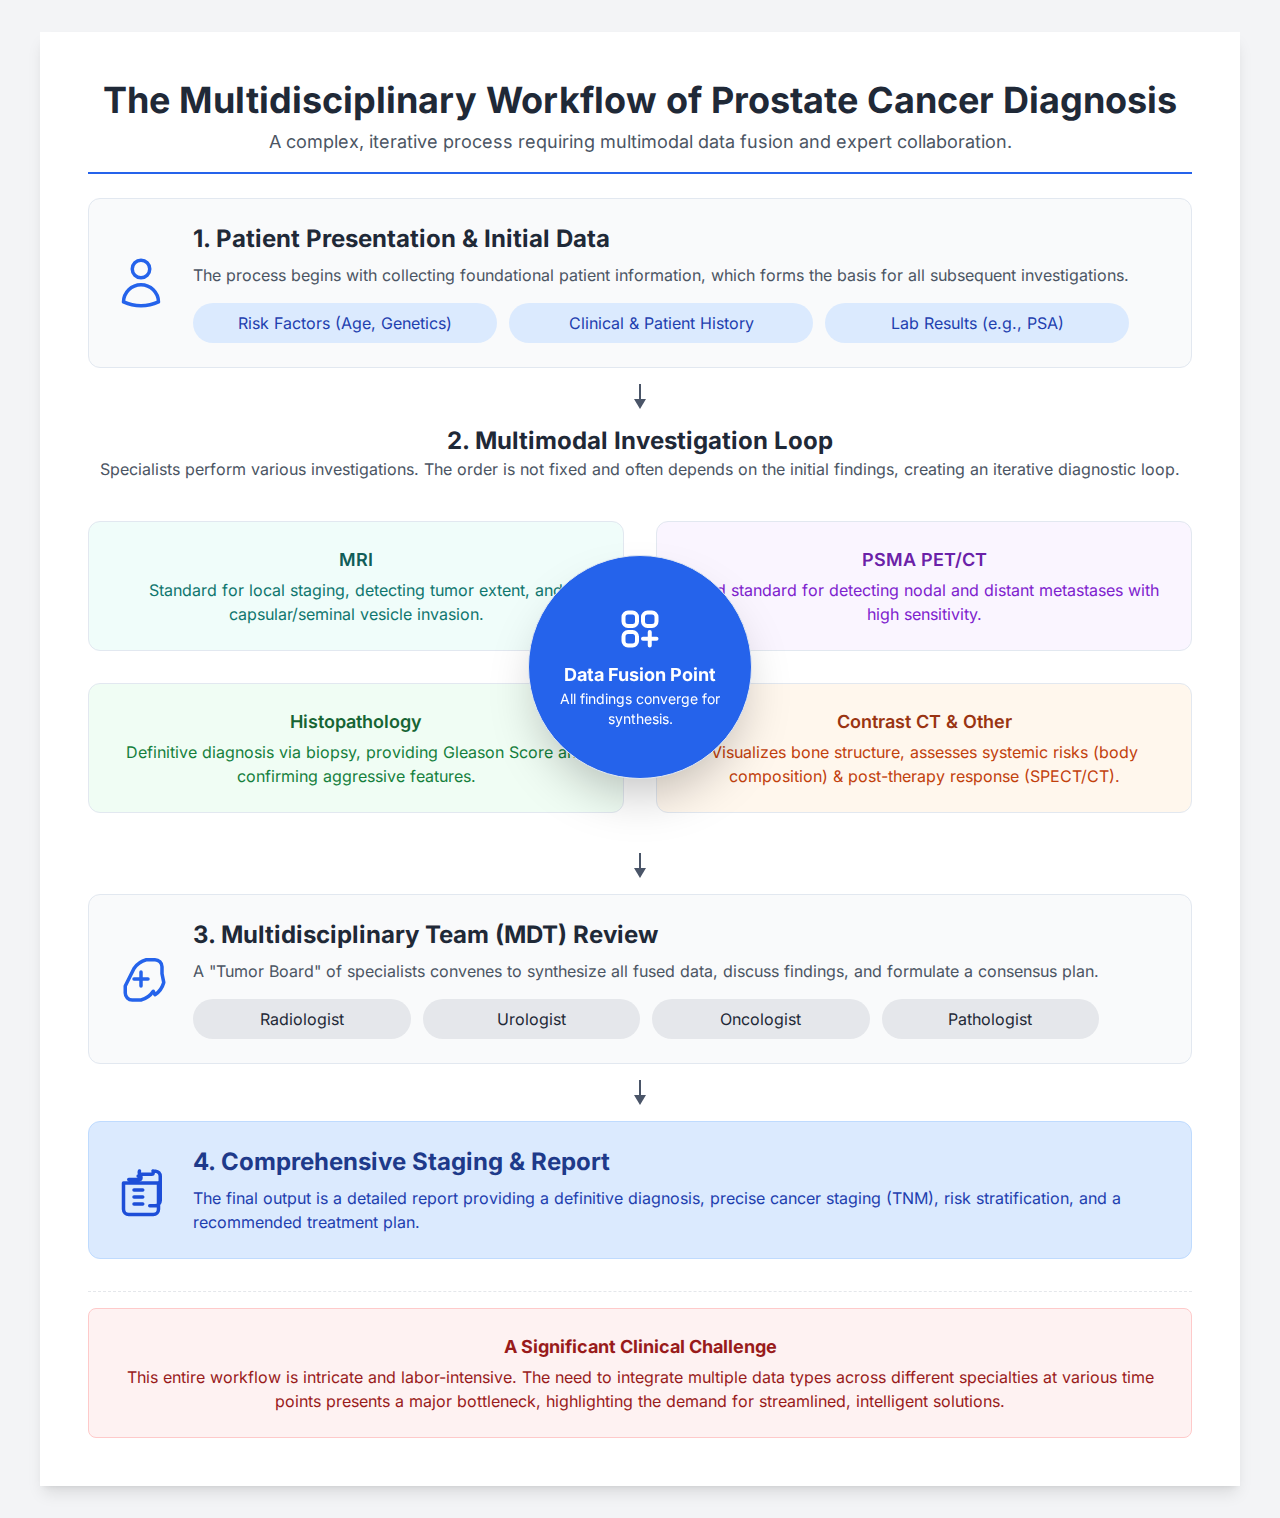 The Multidisciplinary Workflow of Prostate Cancer Diagnosis
A complex, iterative process requiring multimodal data fusion and expert collaboration.
1. Patient Presentation & Initial Data
The process begins with collecting foundational patient information, which forms the basis for all subsequent investigations.
Risk Factors (Age, Genetics)
Clinical & Patient History
Lab Results (e.g., PSA)
2. Multimodal Investigation Loop
Specialists perform various investigations. The order is not fixed and often depends on the initial findings, creating an iterative diagnostic loop.
MRI
Standard for local staging, detecting tumor extent, and
capsular/seminal vesicle invasion.
PSMA PET/CT
standard for detecting nodal and distant metastases with
high sensitivity.
Data Fusion Point
All findings converge for
synthesis.
Histopathology
Definitive diagnosis via biopsy, providing Gleason Score
confirming aggressive features.
Contrast CT & Other
Visualizes bone structure, assesses systemic risks (body
composition) & post-therapy response (SPECT/CT).
3. Multidisciplinary Team (MDT) Review
A "Tumor Board" of specialists convenes to synthesize all fused data, discuss findings, and formulate a consensus plan.
Radiologist
Urologist
Oncologist
Pathologist
4. Comprehensive Staging & Report
The final output is a detailed report providing a definitive diagnosis, precise cancer staging (TNM), risk stratification, and a
recommended treatment plan.
A Significant Clinical Challenge
This entire workflow is intricate and labor-intensive. The need to integrate multiple data types across different specialties at various time
points presents a major bottleneck, highlighting the demand for streamlined, intelligent solutions.